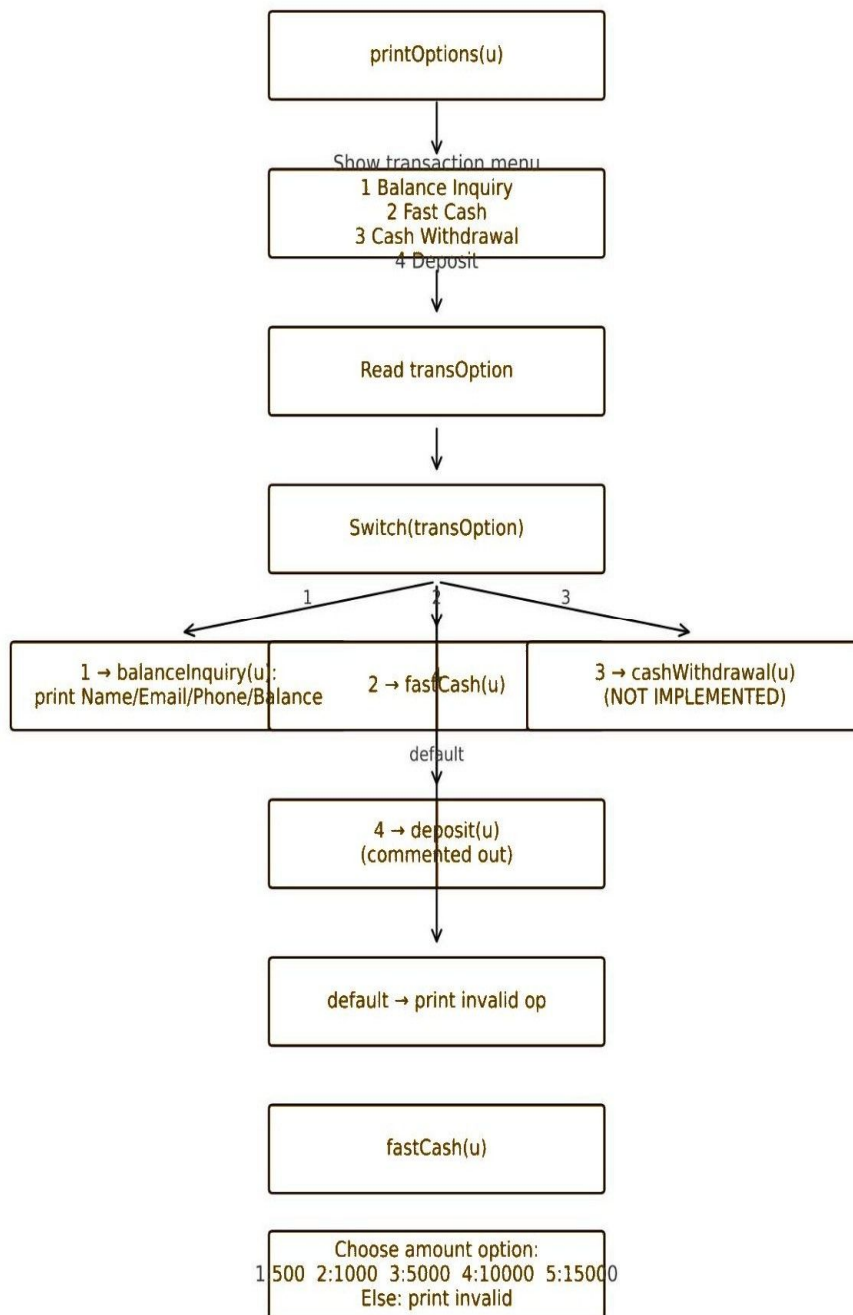 printOptions(u)
Show transaction menu
1 Balance Inquiry
2 Fast Cash
3 Cash Withdrawal
4 Deposit
Read transOption
Switch(transOption)
1
2
3
1 → balanceInquiry(u):
print Name/Email/Phone/Balance
4
2 → fastCash(u)
3 → cashWithdrawal(u)
(NOT IMPLEMENTED)
default
4 → deposit(u)
(commented out)
default → print invalid op
fastCash(u)
Choose amount option:
1:500 2:1000 3:5000 4:10000 5:15000
Else: print invalid